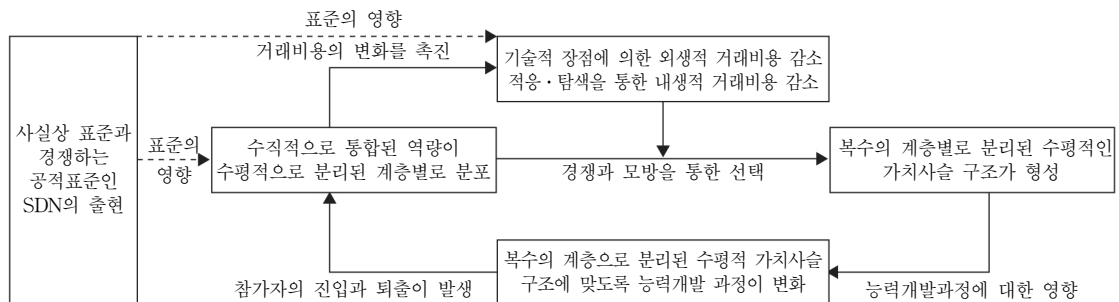 표준의 영향
거래비용의 변화를 촉진
기술적 장점에 의한 외생적 거래비용 감소
적응·탐색을 통한 내생적 거래비용 감소
사실상 표준과
경쟁하는
공적표준인
SDN의 출현
표준의
영향
수직적으로 통합된 역량이
수평적으로 분리된 계층별로 분포
경쟁과 모방을 통한 선택
복수의 계층별로 분리된 수평적인
가치사슬 구조가 형성
복수의 계층으로 분리된 수평적 가치사슬
구조에 맞도록 능력개발 과정이 변화
참가자의 진입과 퇴출이 발생
능력개발과정에 대한 영향